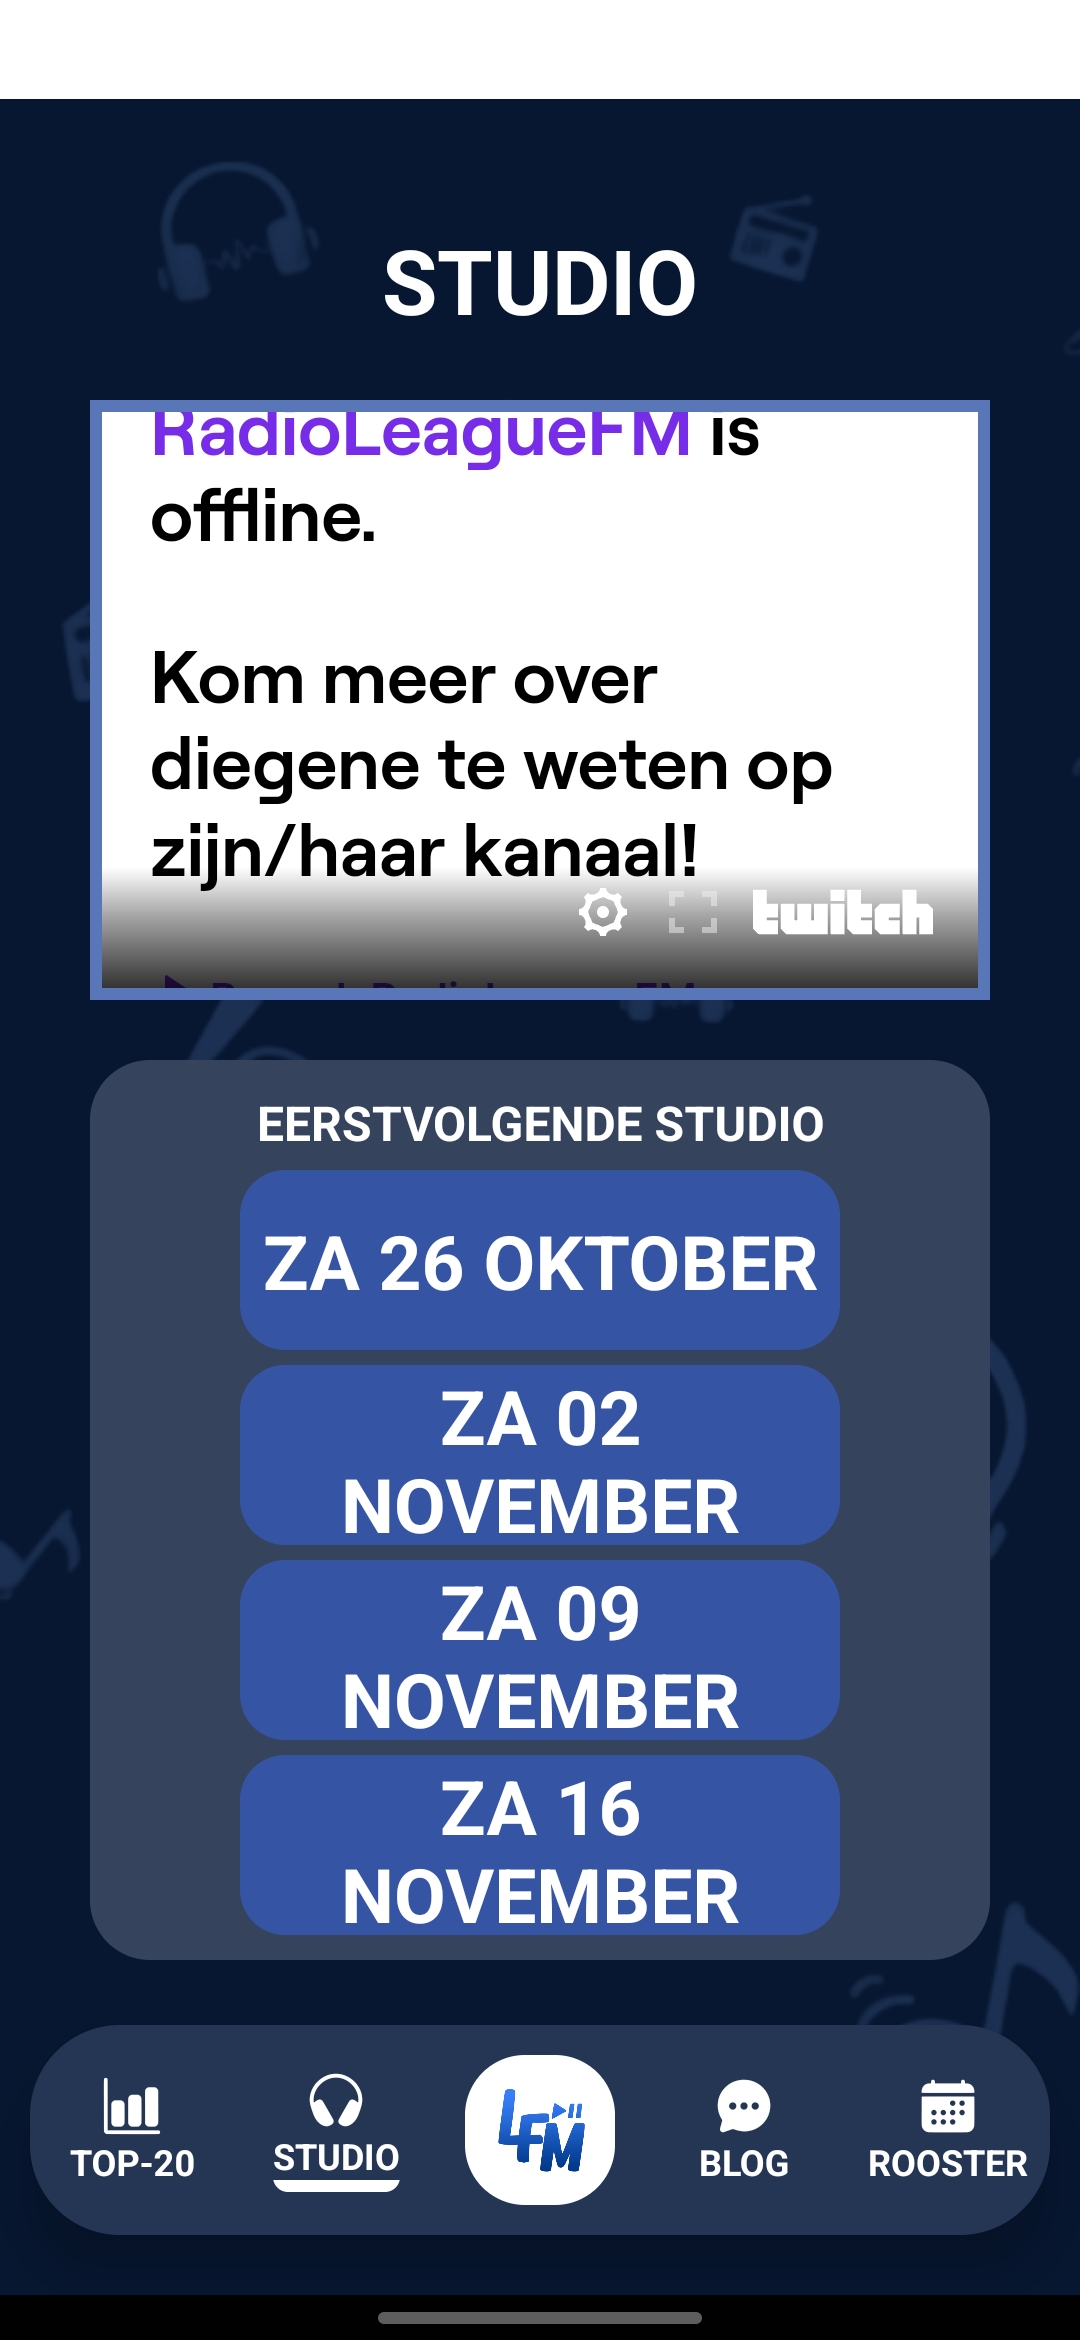 STUDIO
RadioLeagueFM is
offline.
Kom meer over
diegene te weten op
zijn/haar kanaal!
twitch
EERSTVOLGENDE STUDIO
ZA 26 OKTOBER
ZA 02
NOVEMBER
ZA 09
NOVEMBER
ZA 16
NOVEMBER
LFM
TOP-20
STUDIO
BLOG
ROOSTER